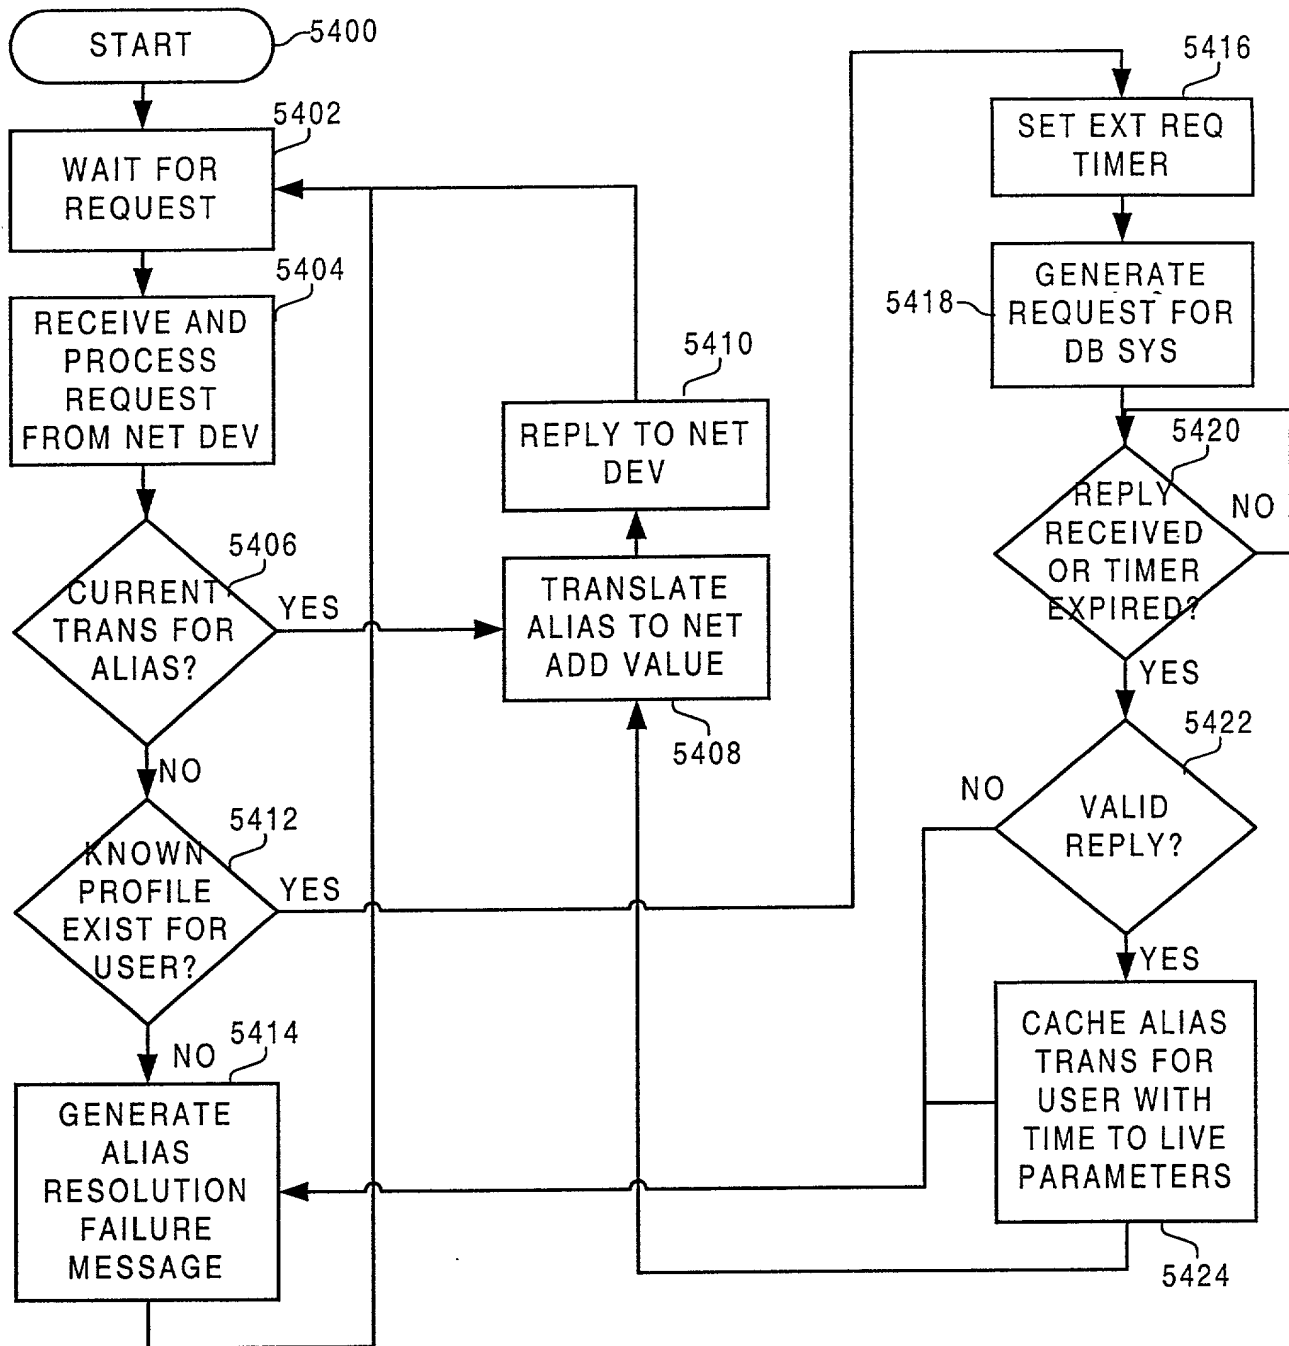 START
5400
5402
WAIT FOR
REQUEST
5404
RECEIVE AND
PROCESS
REQUEST
FROM NET DEV
5406
CURRENT
TRANS FOR
ALIAS?
YES
NO
5412
KNOWN
PROFILE
EXIST FOR
USER?
YES
NO
5414
GENERATE
ALIAS
RESOLUTION
FAILURE
MESSAGE
5410
REPLY TO NET
DEV
TRANSLATE
ALIAS TO NET
ADD VALUE
5408
5416
SET EXT REQ
TIMER
5418
GENERATE
REQUEST FOR
DB SYS
5420
REPLY
RECEIVED
OR TIMER
EXPIRED?
NO
YES
5422
VALID
REPLY?
NO
YES
CACHE ALIAS
TRANS FOR
USER WITH
TIME TO LIVE
PARAMETERS
5424